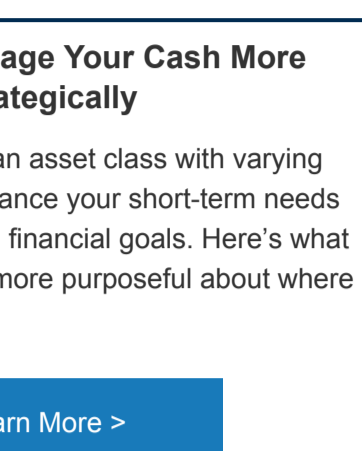 age Your Cash More
ategically
an asset class with varying
ance your short-term needs
financial goals. Here’s what
more purposeful about where
arn More >